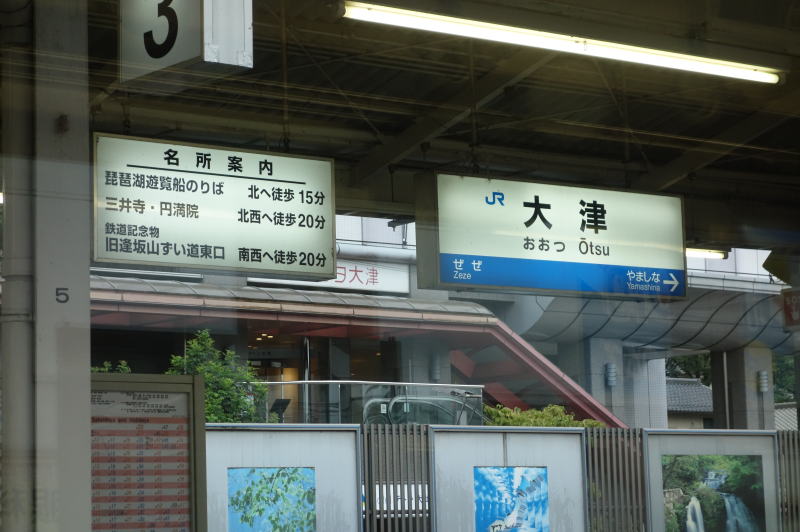 3
名所案内
琵琶湖遊覧船のりば 北へ徒歩15分
三井寺・円満院 北西へ徒歩20分
鉄道記念物
旧逢坂山ずい道東口 南西へ徒歩20分
JR 大津
おおつ Ōtsu
ぜぜ やましな
Zeze Yamashina
大津
5